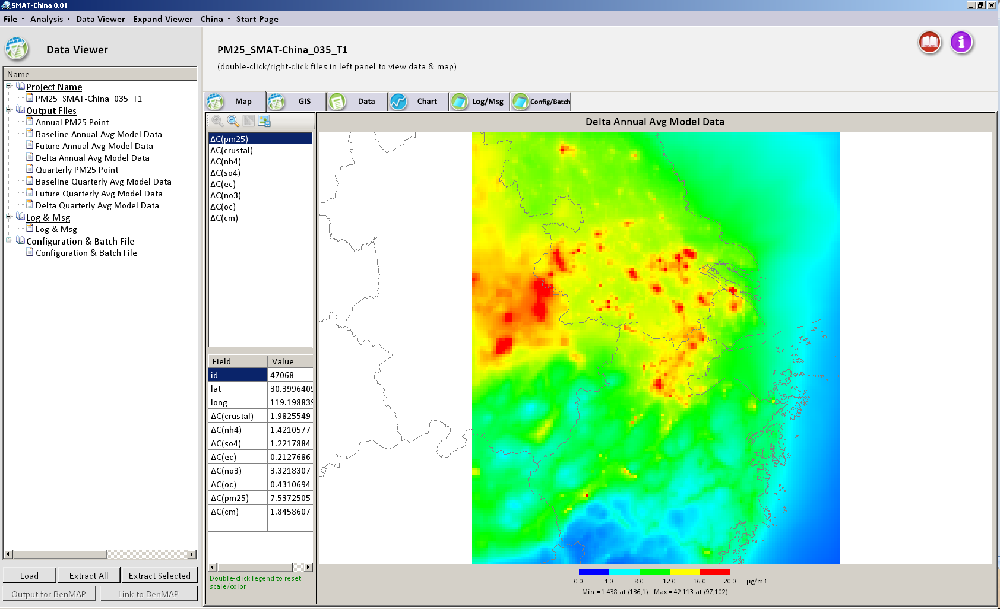 SMAT-China 0.01
File Analysis Data Viewer Expand Viewer China Start Page
Data Viewer
Name
Project Name
PM25_SMAT-China_035_T1
Output Files
Annual PM25 Point
Baseline Annual Avg Model Data
Future Annual Avg Model Data
Delta Annual Avg Model Data
Quarterly PM25 Point
Baseline Quarterly Avg Model Data
Future Quarterly Avg Model Data
Delta Quarterly Avg Model Data
Log & Msg
Log & Msg
Configuration & Batch File
Configuration & Batch File
Load Extract All Extract Selected
Output for BenMAP Link to BenMAP
PM25_SMAT-China_035_T1
(double-click/right-click files in left panel to view data & map)
Map GIS Data Chart Log/Msg Config/Batch
ΔC(pm25)
ΔC(crustal)
ΔC(nh4)
ΔC(so4)
ΔC(ec)
ΔC(no3)
ΔC(oc)
ΔC(cm)
Field Value
id 47068
lat 30.3996409
long 119.198839
ΔC(crustal) 1.9825549
ΔC(nh4) 1.4210577
ΔC(so4) 1.2217884
ΔC(ec) 0.2127686
ΔC(no3) 3.3218307
ΔC(oc) 0.4310694
ΔC(pm25) 7.5372505
ΔC(cm) 1.8458607
Double-click legend to reset
scale/color
Delta Annual Avg Model Data
0.0 4.0 8.0 12.0 16.0 20.0 µg/m3
Min = 1.438 at (136,1) Max = 42.113 at (97,102)